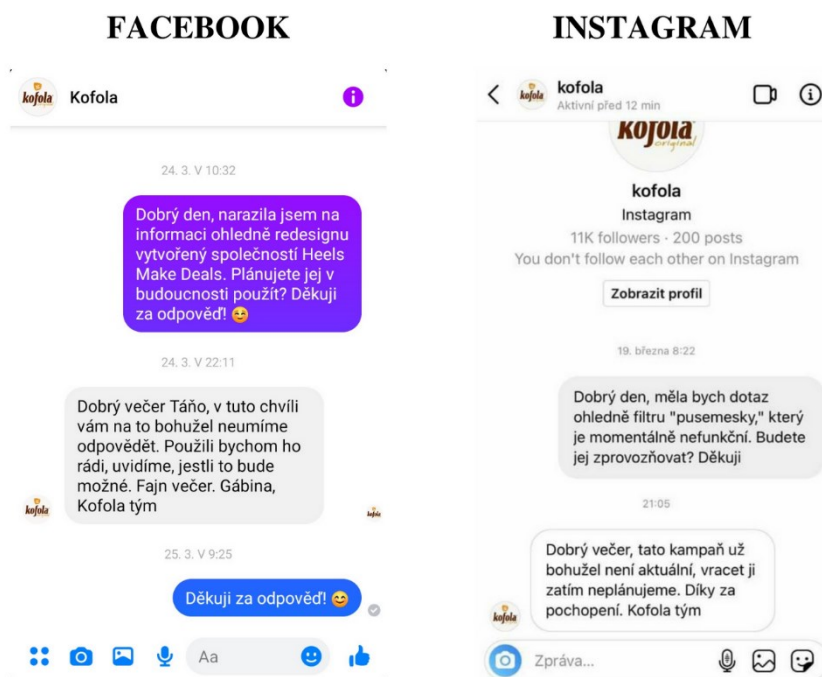 FACEBOOK
kofola
Kofola
24. 3. V 10:32
Dobrý den, narazila jsem na
informaci ohledně redesignu
vytvořený společností Heels
Make Deals. Plánujete jej v
budoucnosti použít? Děkuji
za odpověď! 😊
24. 3. V 22:11
Dobrý večer Táňo, v tuto chvíli
vám na to bohužel neumíme
odpovědět. Použili bychom ho
rádi, uvidíme, jestli to bude
možné. Fajn večer. Gábina,
Kofola tým
kofola
kofola
25. 3. V 9:25
Děkuji za odpověď! 😊
Aa
INSTAGRAM
kofola
kofola
Aktivní před 12 min
kofola
original
kofola
Instagram
11K followers · 200 posts
You don't follow each other on Instagram
Zobrazit profil
19. března 8:22
Dobrý den, měla bych dotaz
ohledně filtru "pusemesky," který
je momentálně nefunkční. Budete
jej zprovozňovat? Děkuji
21:05
Dobrý večer, tato kampaň už
bohužel není aktuální, vracet ji
zatím neplánujeme. Díky za
pochopení. Kofola tým
kofola
Zpráva...